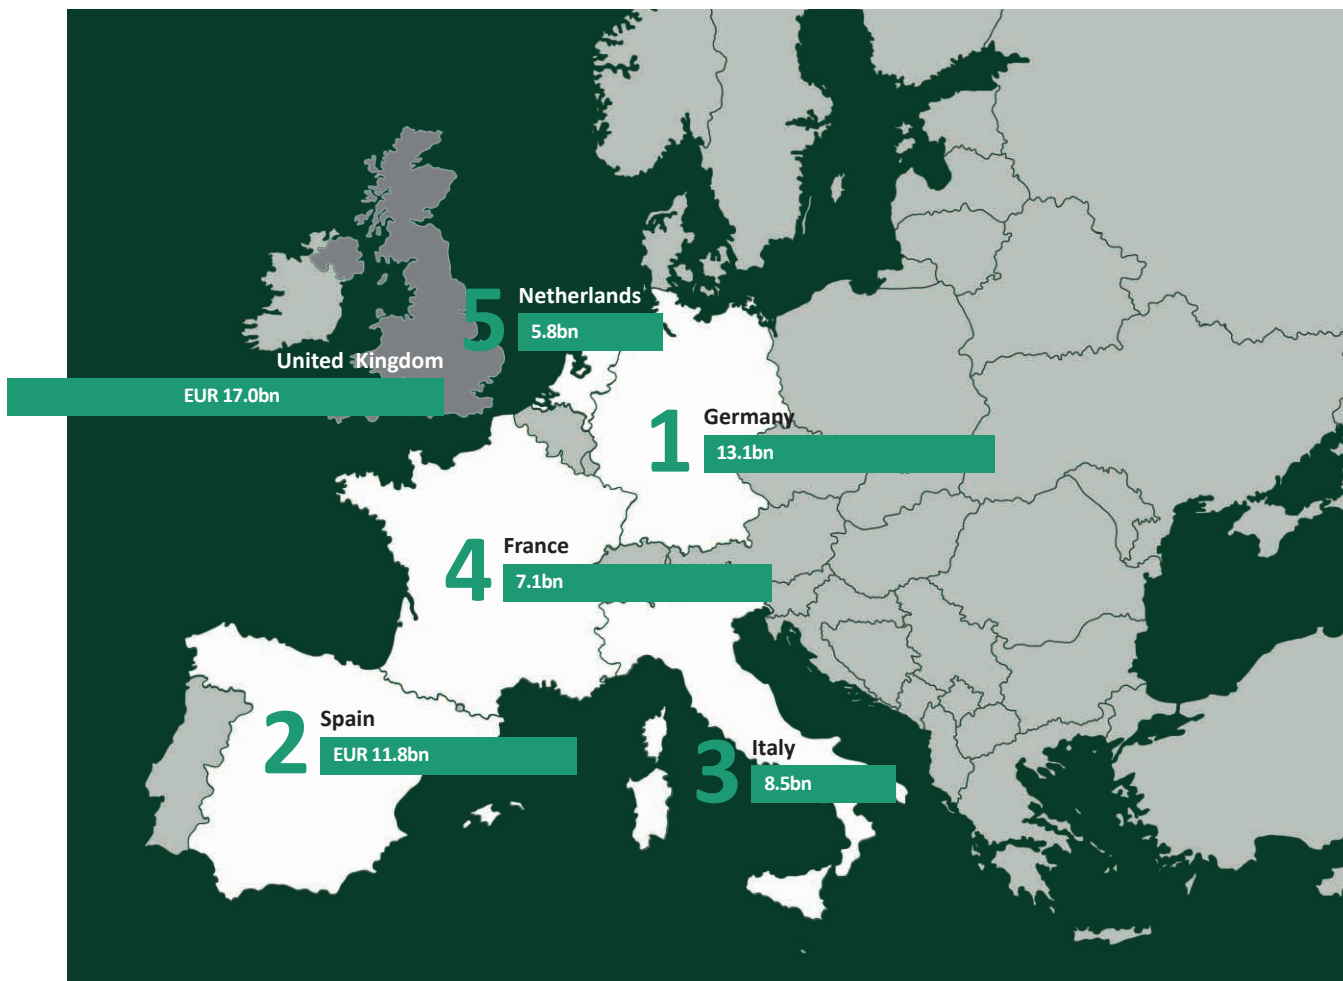 5
Netherlands
5.8bn
United Kingdom
EUR 17.0bn
1
Germany
13.1bn
4
France
7.1bn
2
Spain
EUR 11.8bn
3
Italy
8.5bn